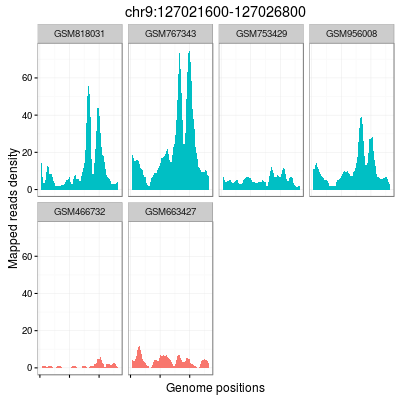 chr9:127021600-127026800
GSM818031 GSM767343 GSM753429 GSM956008
60
40
20
0
Mapped reads density
GSM466732 GSM663427
60
40
20
0
Genome positions